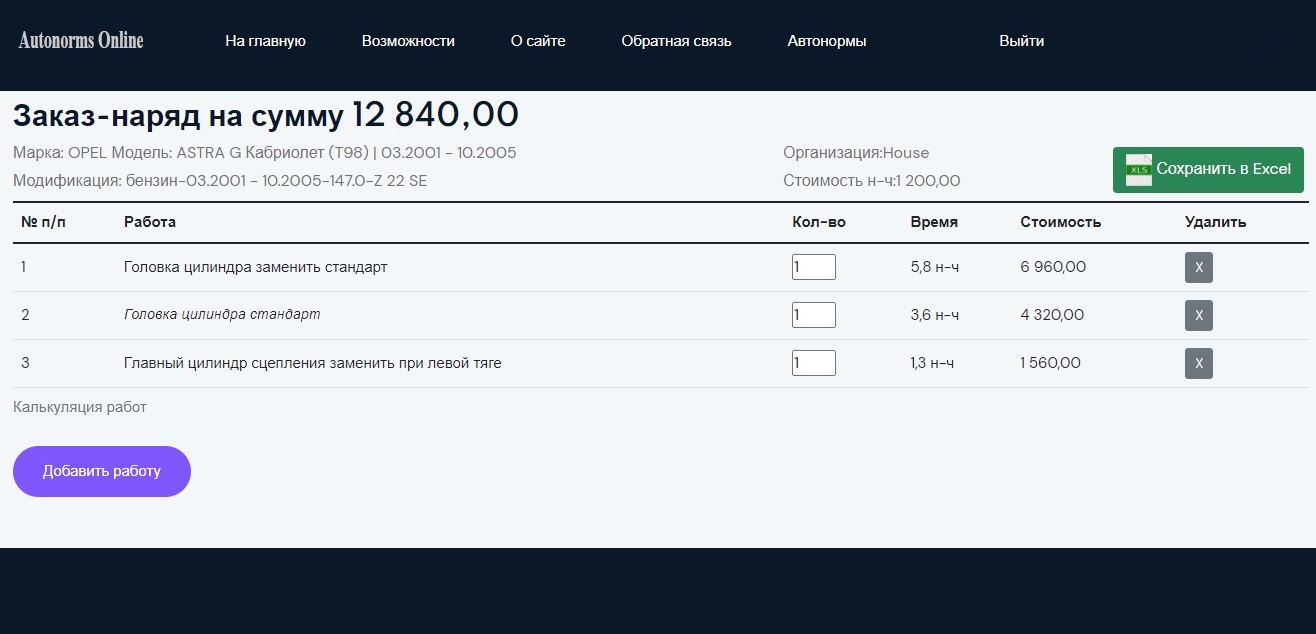 Autonorms Online На главную Возможности О сайте Обратная связь Автонормы Выйти
Заказ-наряд на сумму 12 840,00
Марка: OPEL Модель: ASTRA G Кабриолет (T98) | 03.2001 - 10.2005 Организация:House
Модификация: бензин-03.2001 - 10.2005-147.0-Z 22 SE Стоимость н-ч:1 200,00
XLS Сохранить в Excel
№ п/п Работа Кол-во Время Стоимость Удалить
1 Головка цилиндра заменить стандарт 1 5,8 н-ч 6 960,00 X
2 Головка цилиндра стандарт 1 3,6 н-ч 4 320,00 X
3 Главный цилиндр сцепления заменить при левой тяге 1 1,3 н-ч 1 560,00 X
Калькуляция работ
Добавить работу